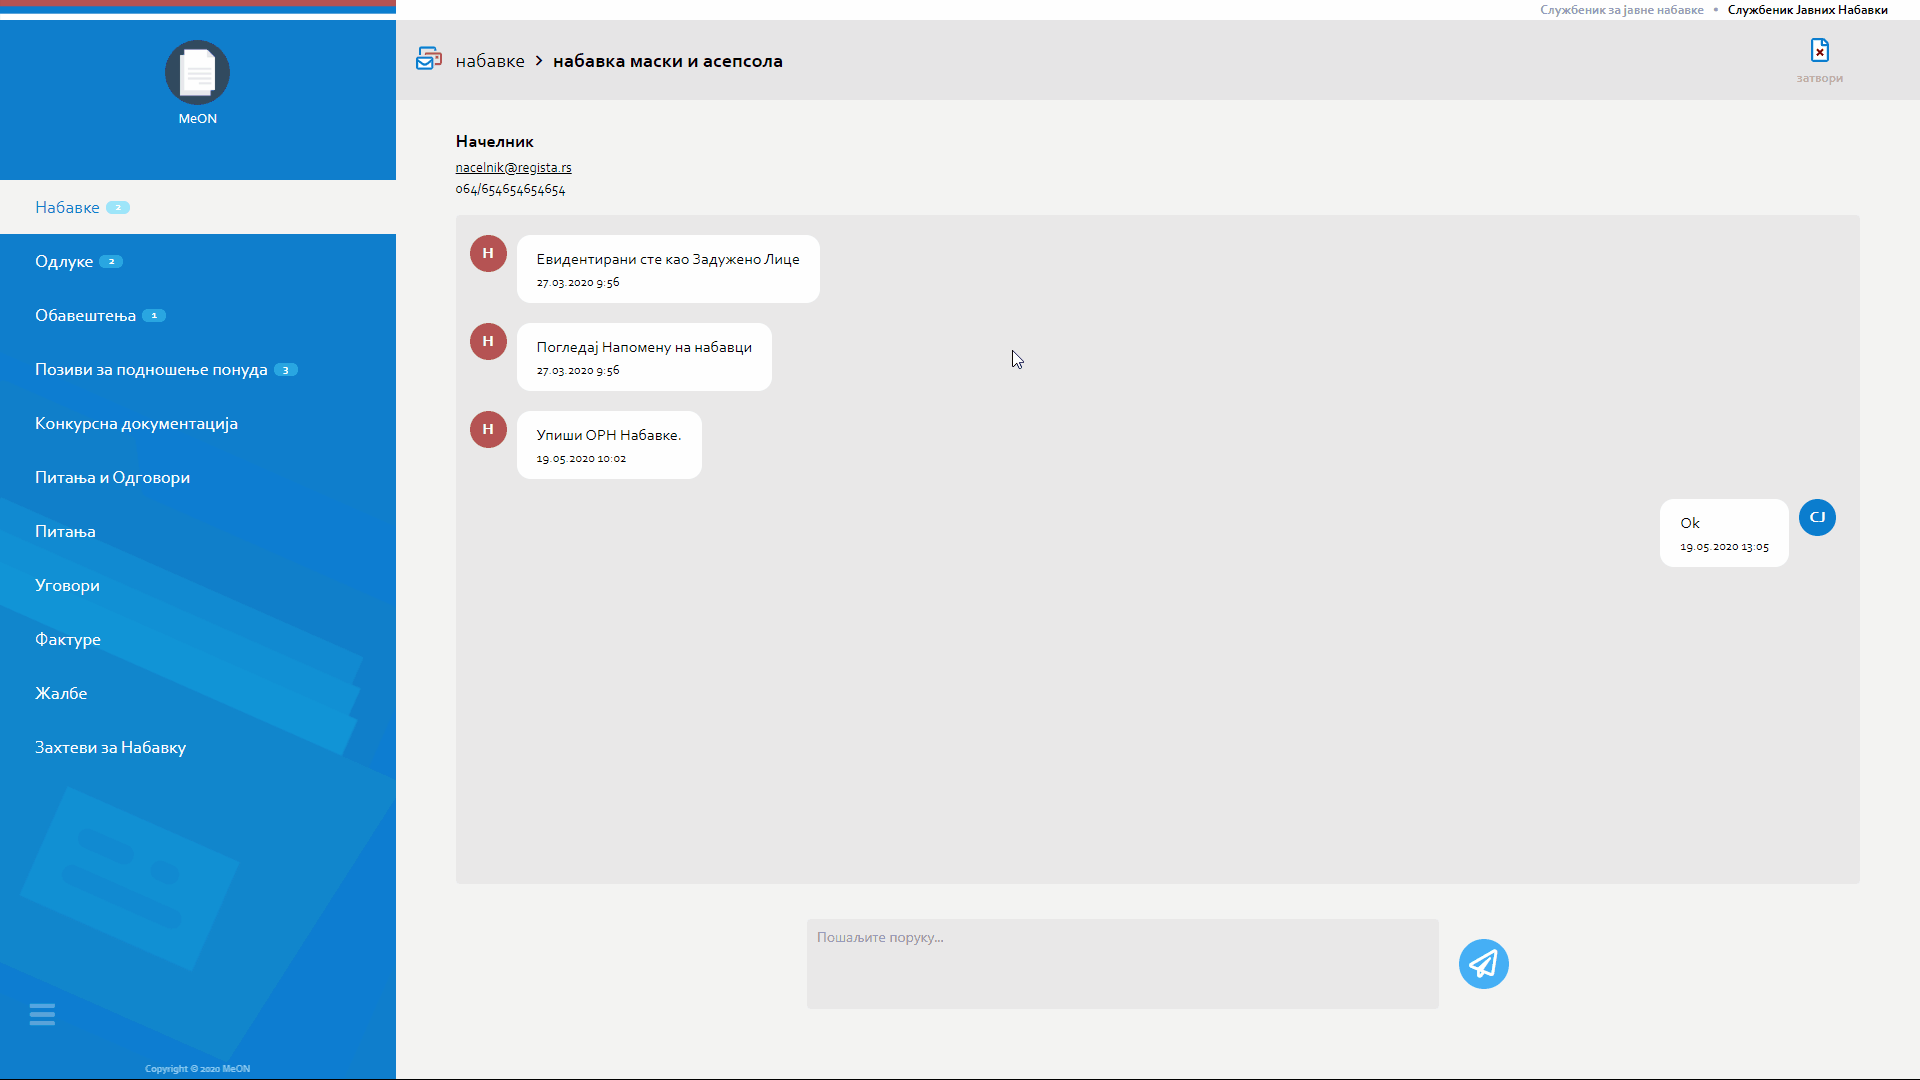 Службеник за јавне набавке • Службеник Јавних Набавки
MeON
Набавке 2
Одлуке 2
Обавештења 1
Позиви за подношење понуда 3
Конкурсна документација
Питања и Одговори
Питања
Уговори
Фактуре
Жалбе
Захтеви за Набавку
Copyright © 2020 MeON
набавке > набавка маски и асепсола
затвори
Начелник
nacelnik@regista.rs
064/654654654654
Н
Евидентирани сте као Задужено Лице
27.03.2020 9:56
Н
Погледај Напомену на набавци
27.03.2020 9:56
Н
Упиши ОРН Набавке.
19.05.2020 10:02
Ok
19.05.2020 13:05
СЈ
Пошаљите поруку...